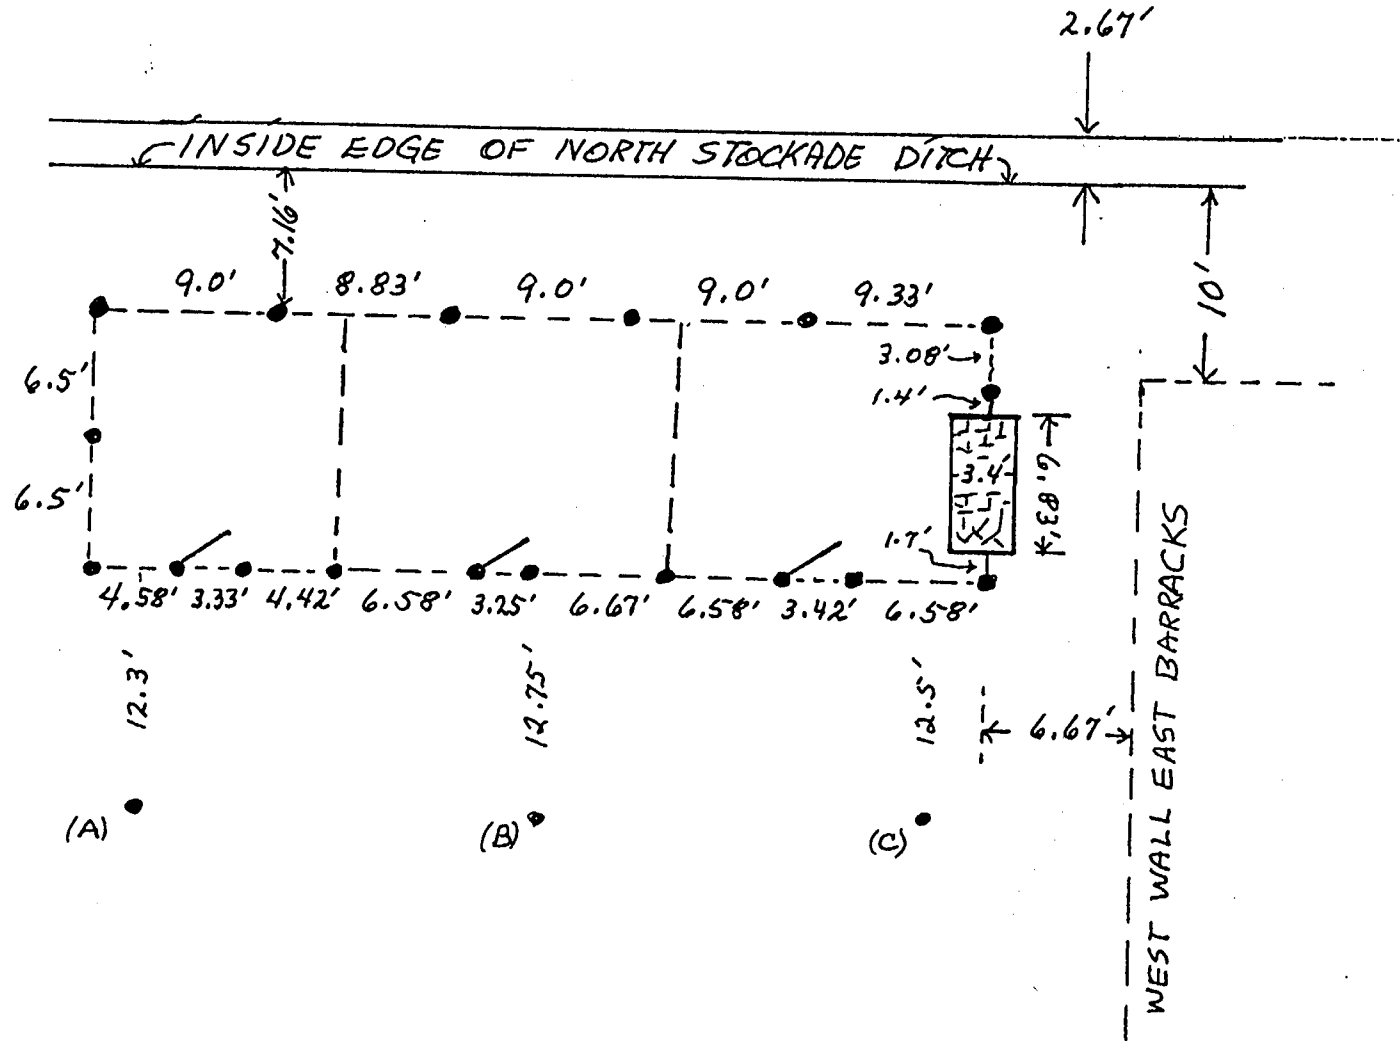 2.67'
INSIDE EDGE OF NORTH STOCKADE DITCH
7.16'
10'
9.0' 8.83' 9.0' 9.0' 9.33'
3.08'
6.5'
1.4'
3.4'
6.83'
6.5'
1.7'
4.58' 3.33' 4.42' 6.58' 3.25' 6.67' 6.58' 3.42' 6.58'
12.3' 12.75' 12.5'
6.67'
(A) (B) (C)
WEST WALL EAST BARRACKS